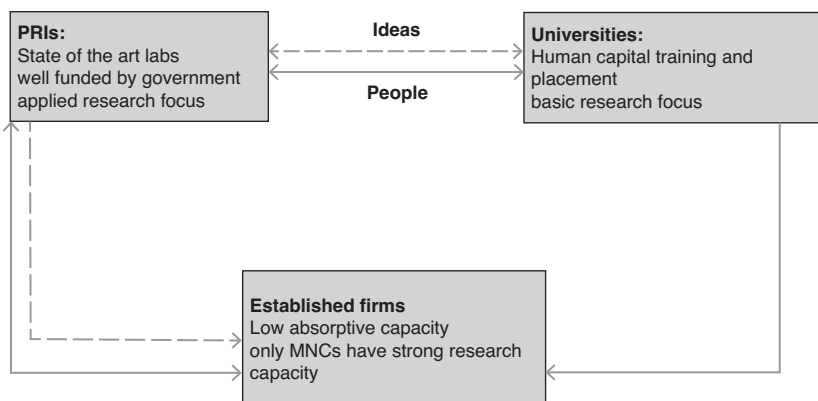 PRIs:
State of the art labs
well funded by government
applied research focus
Ideas
People
Universities:
Human capital training and
placement
basic research focus
Established firms
Low absorptive capacity
only MNCs have strong research
capacity